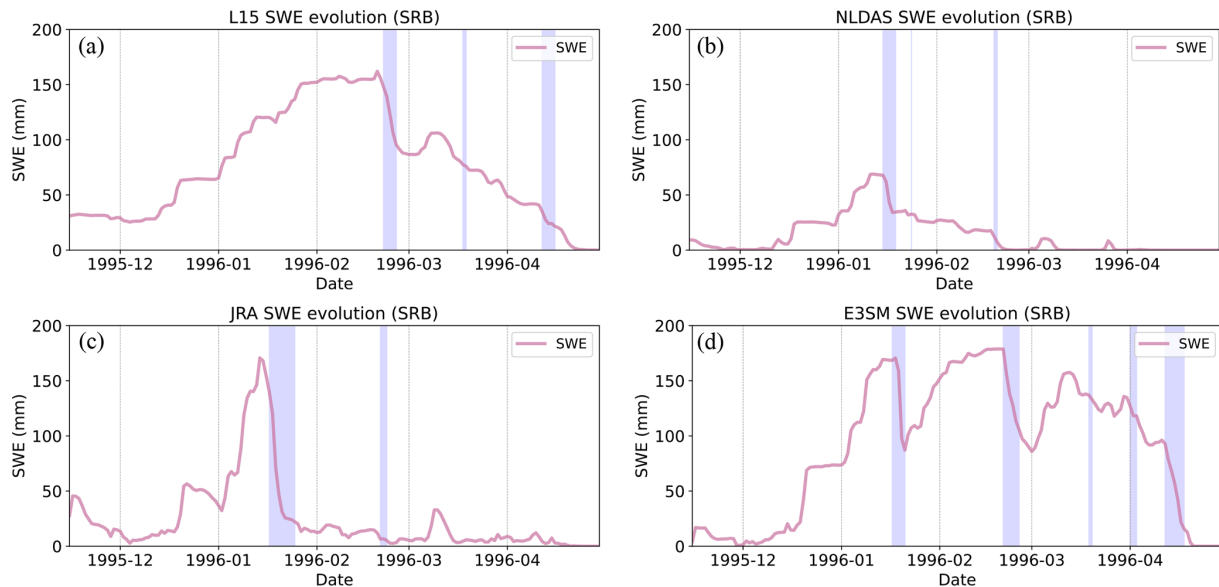 L15 SWE evolution (SRB)
(a)
SWE
200
150
100
50
0
SWE (mm)
1995-12 1996-01 1996-02 1996-03 1996-04
Date
NLDAS SWE evolution (SRB)
(b)
SWE
200
150
100
50
0
SWE (mm)
1995-12 1996-01 1996-02 1996-03 1996-04
Date
JRA SWE evolution (SRB)
(c)
SWE
200
150
100
50
0
SWE (mm)
1995-12 1996-01 1996-02 1996-03 1996-04
Date
E3SM SWE evolution (SRB)
(d)
SWE
200
150
100
50
0
SWE (mm)
1995-12 1996-01 1996-02 1996-03 1996-04
Date